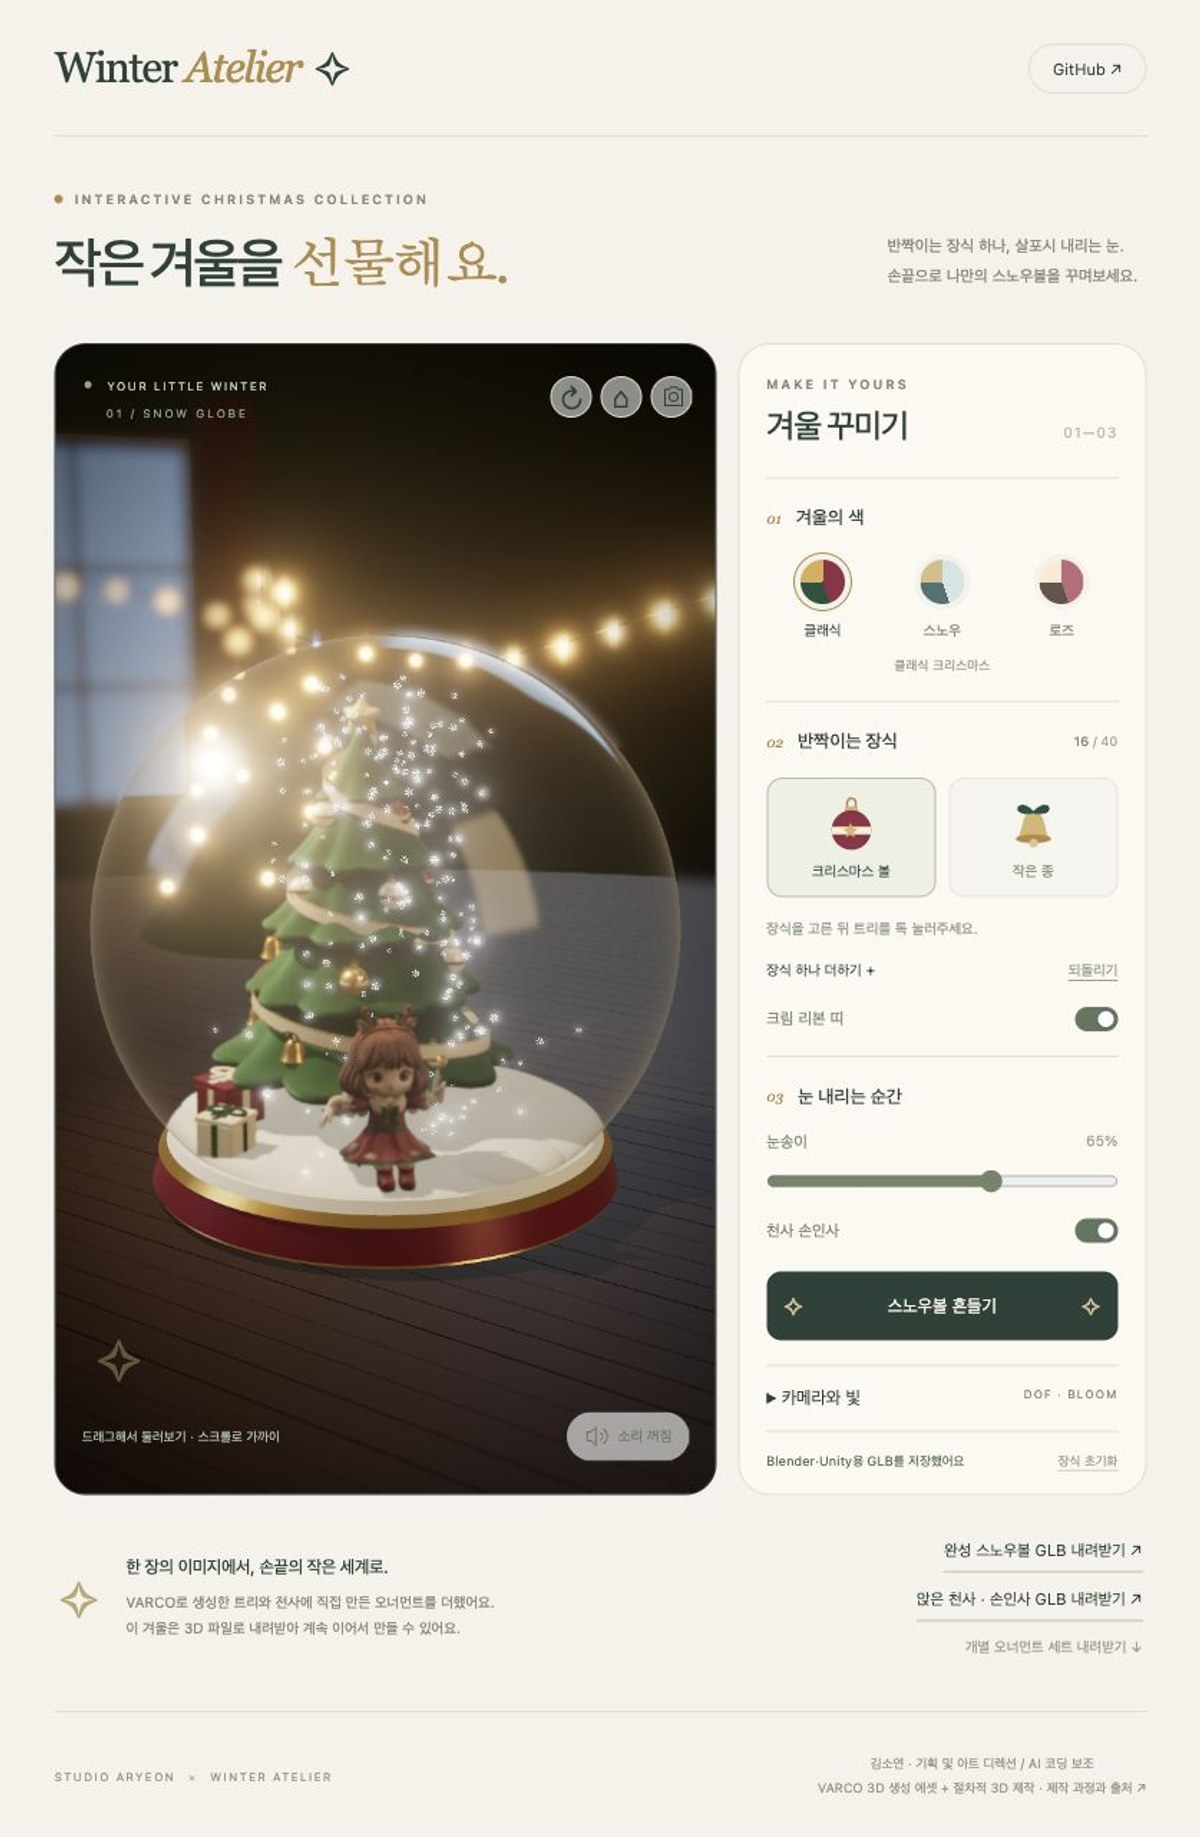 Winter Atelier
GitHub ↗
INTERACTIVE CHRISTMAS COLLECTION
작은 겨울을 선물해요.
반짝이는 장식 하나, 살포시 내리는 눈.
손끝으로 나만의 스노우볼을 꾸며보세요.
YOUR LITTLE WINTER
01 / SNOW GLOBE
드래그해서 둘러보기 · 스크롤로 가까이
소리 꺼짐
MAKE IT YOURS
겨울 꾸미기
01—03
01 겨울의 색
클래식
스노우
로즈
클래식 크리스마스
02 반짝이는 장식
16 / 40
크리스마스 볼
작은 종
장식을 고른 뒤 트리를 톡 눌러주세요.
장식 하나 더하기 +
되돌리기
크림 리본 띠
03 눈 내리는 순간
눈송이
65%
천사 손인사
스노우볼 흔들기
▶ 카메라와 빛
DOF · BLOOM
Blender·Unity용 GLB를 저장했어요
장식 초기화
한 장의 이미지에서, 손끝의 작은 세계로.
VARCO로 생성한 트리와 천사에 직접 만든 오너먼트를 더했어요.
이 겨울은 3D 파일로 내려받아 계속 이어서 만들 수 있어요.
완성 스노우볼 GLB 내려받기 ↗
앉은 천사 · 손인사 GLB 내려받기 ↗
개별 오너먼트 세트 내려받기 ↓
STUDIO ARYEON × WINTER ATELIER
김소연 · 기획 및 아트 디렉션 / AI 코딩 보조
VARCO 3D 생성 에셋 + 절차적 3D 제작 · 제작 과정과 출처 ↗